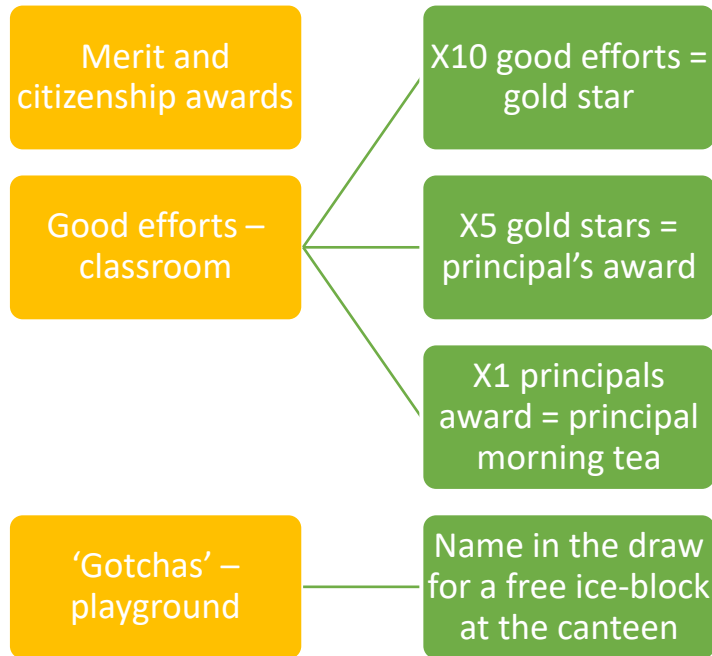 Merit and
citizenship awards
X10 good efforts =
gold star
Good efforts –
classroom
X5 gold stars =
principal’s award
X1 principals
award = principal
morning tea
‘Gotchas’ –
playground
Name in the draw
for a free ice-block
at the canteen